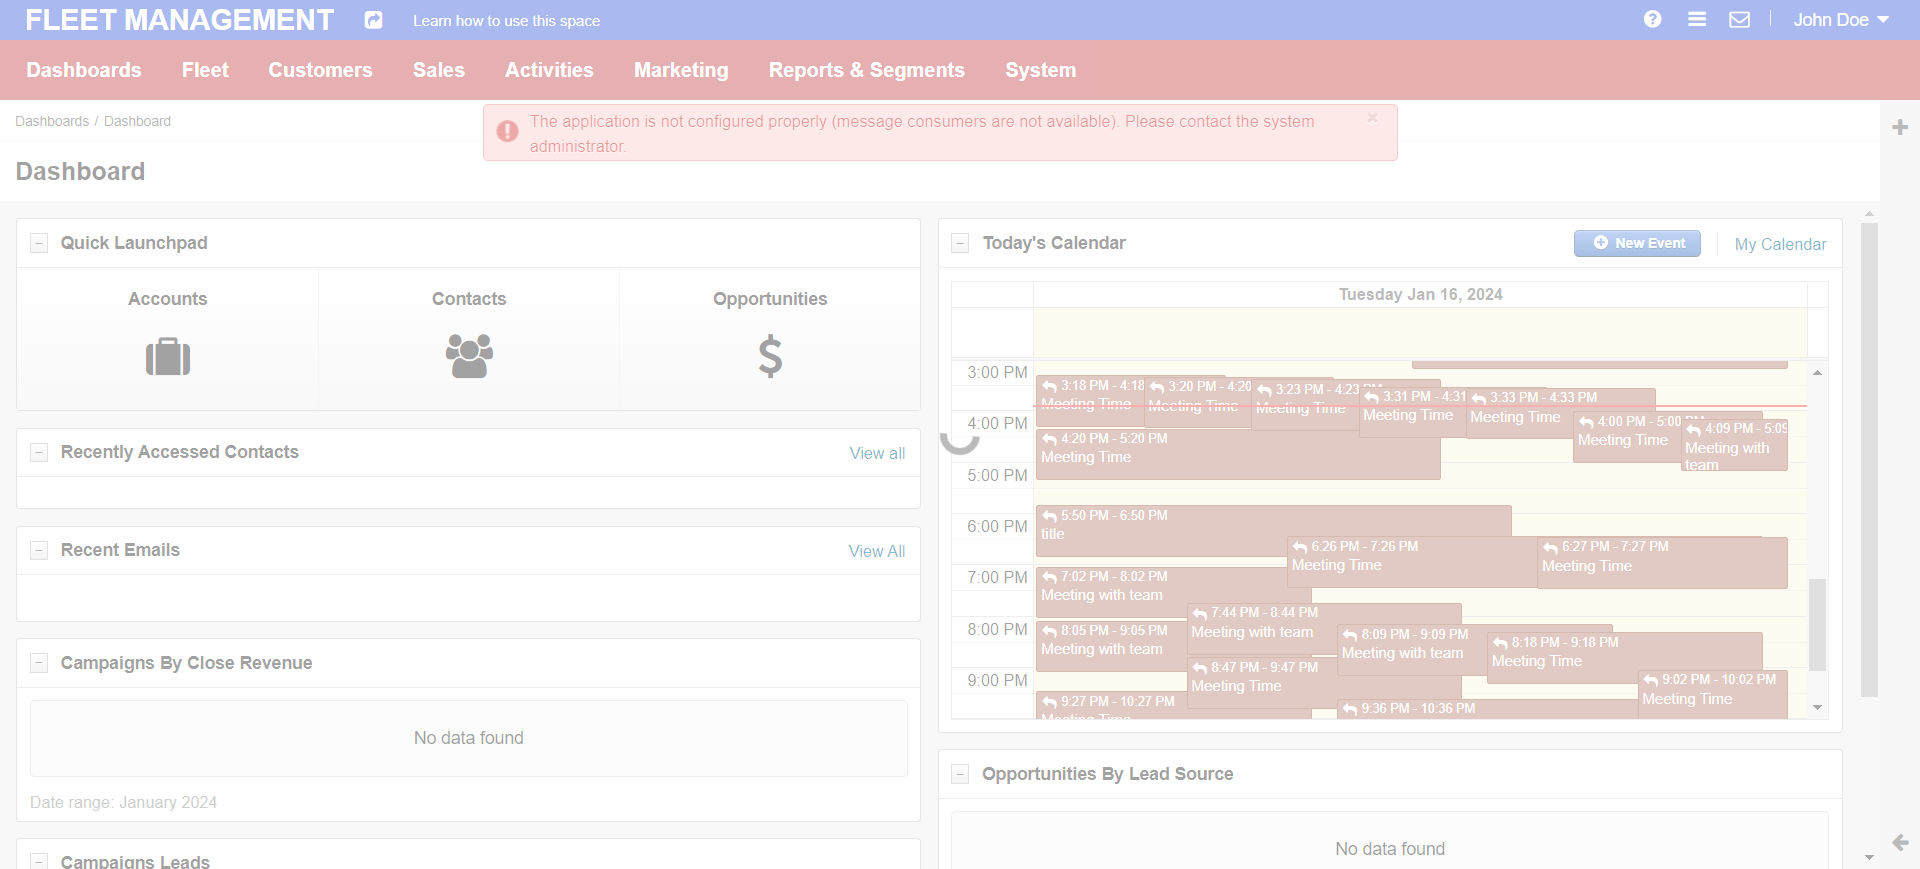 FLEET MANAGEMENT
Learn how to use this space
John Doe
Dashboards Fleet Customers Sales Activities Marketing Reports & Segments System
Dashboards / Dashboard
The application is not configured properly (message consumers are not available). Please contact the system
administrator.
×
Dashboard
Quick Launchpad
Accounts
Contacts
Opportunities
Recently Accessed Contacts
View all
Recent Emails
View All
Campaigns By Close Revenue
No data found
Date range: January 2024
Campaigns Leads
Today's Calendar
New Event
My Calendar
Tuesday Jan 16, 2024
3:00 PM
4:00 PM
5:00 PM
6:00 PM
7:00 PM
8:00 PM
9:00 PM
3:18 PM - 4:18
Meeting Time
3:20 PM - 4:20
Meeting Time
3:23 PM - 4:23
Meeting Time
3:31 PM - 4:31
Meeting Time
3:33 PM - 4:33 PM
Meeting Time
4:00 PM - 5:00
Meeting Time
4:09 PM - 5:09
Meeting with
team
4:20 PM - 5:20 PM
Meeting Time
5:50 PM - 6:50 PM
title
6:26 PM - 7:26 PM
Meeting Time
6:27 PM - 7:27 PM
Meeting Time
7:02 PM - 8:02 PM
Meeting with team
7:44 PM - 8:44 PM
Meeting with team
8:05 PM - 9:05 PM
Meeting with team
8:09 PM - 9:09 PM
Meeting with team
8:18 PM - 9:18 PM
Meeting Time
8:47 PM - 9:47 PM
Meeting Time
9:02 PM - 10:02 PM
Meeting Time
9:27 PM - 10:27 PM
Meeting Time
9:36 PM - 10:36 PM
Opportunities By Lead Source
No data found